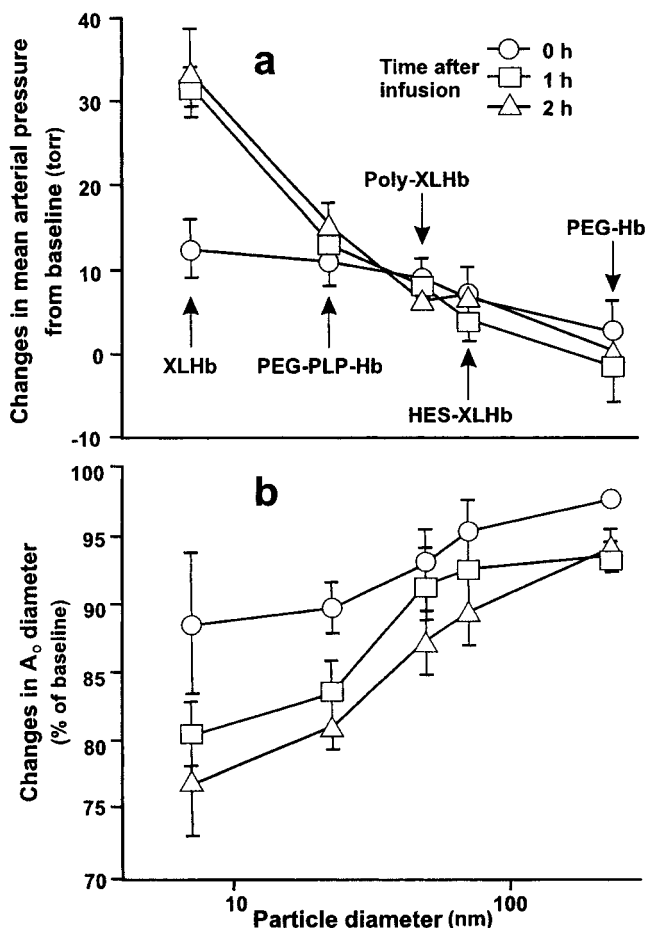 40
30
20
10
0
-10
Changes in mean arterial pressure
from baseline (torr)
a
Time after
infusion
0 h
1 h
2 h
Poly-XLHb
PEG-Hb
XLHb
PEG-PLP-Hb
HES-XLHb
100
95
90
85
80
75
70
Changes in Ao diameter
(% of baseline)
b
10
100
Particle diameter (nm)